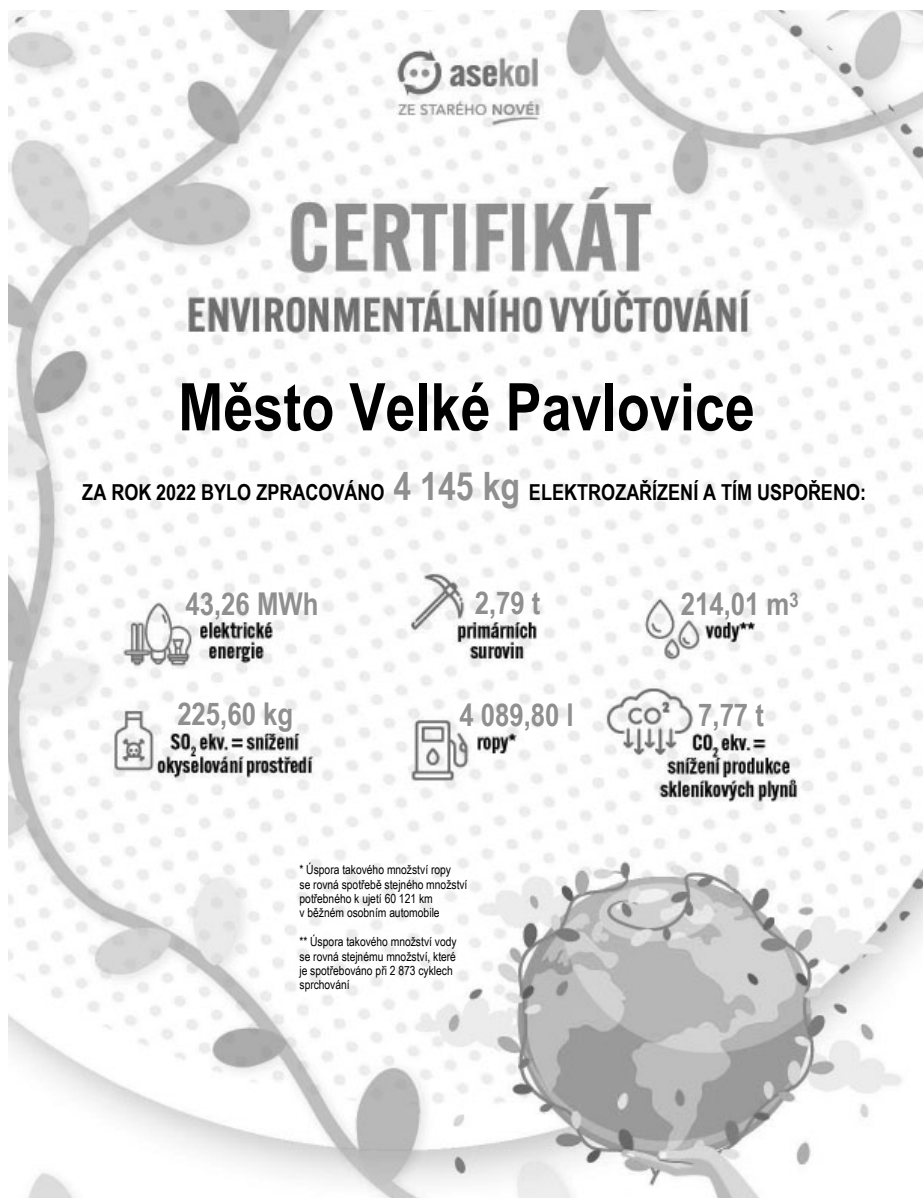 asekol
ZE STARÉHO NOVÉ!
CERTIFIKÁT
ENVIRONMENTÁLNÍHO VYÚČTOVÁNÍ
Město Velké Pavlovice
ZA ROK 2022 BYLO ZPRACOVÁNO 4 145 kg ELEKTROZAŘÍZENÍ A TÍM USPOŘENO:
43,26 MWh
elektrické
energie
2,79 t
primárních
surovin
214,01 m³
vody**
225,60 kg
SO₂ ekv. = snížení
okyselování prostředí
4 089,80 l
ropy*
CO²
7,77 t
CO₂ ekv. =
snížení produkce
skleníkových plynů
* Úspora takového množství ropy
se rovná spotřebě stejného množství
potřebného k ujetí 60 121 km
v běžném osobním automobile
** Úspora takového množství vody
se rovná stejnému množství, které
je spotřebováno při 2 873 cyklech
sprchování